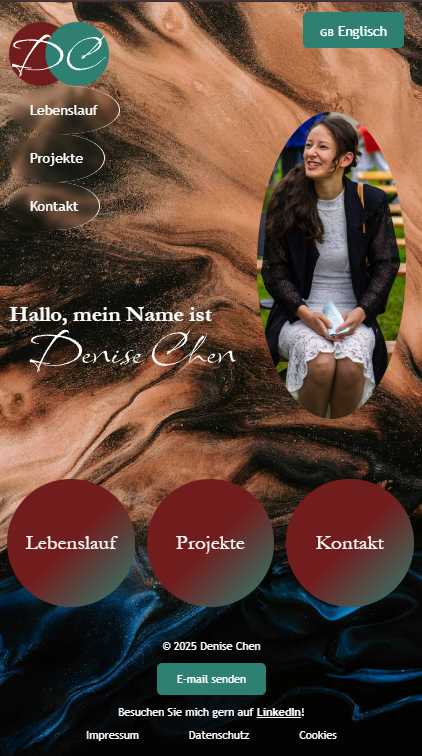 DC
GB Englisch
Lebenslauf
Projekte
Kontakt
Hallo, mein Name ist
Denise Chen
Lebenslauf
Projekte
Kontakt
© 2025 Denise Chen
E-mail senden
Besuchen Sie mich gern auf LinkedIn!
Impressum Datenschutz Cookies